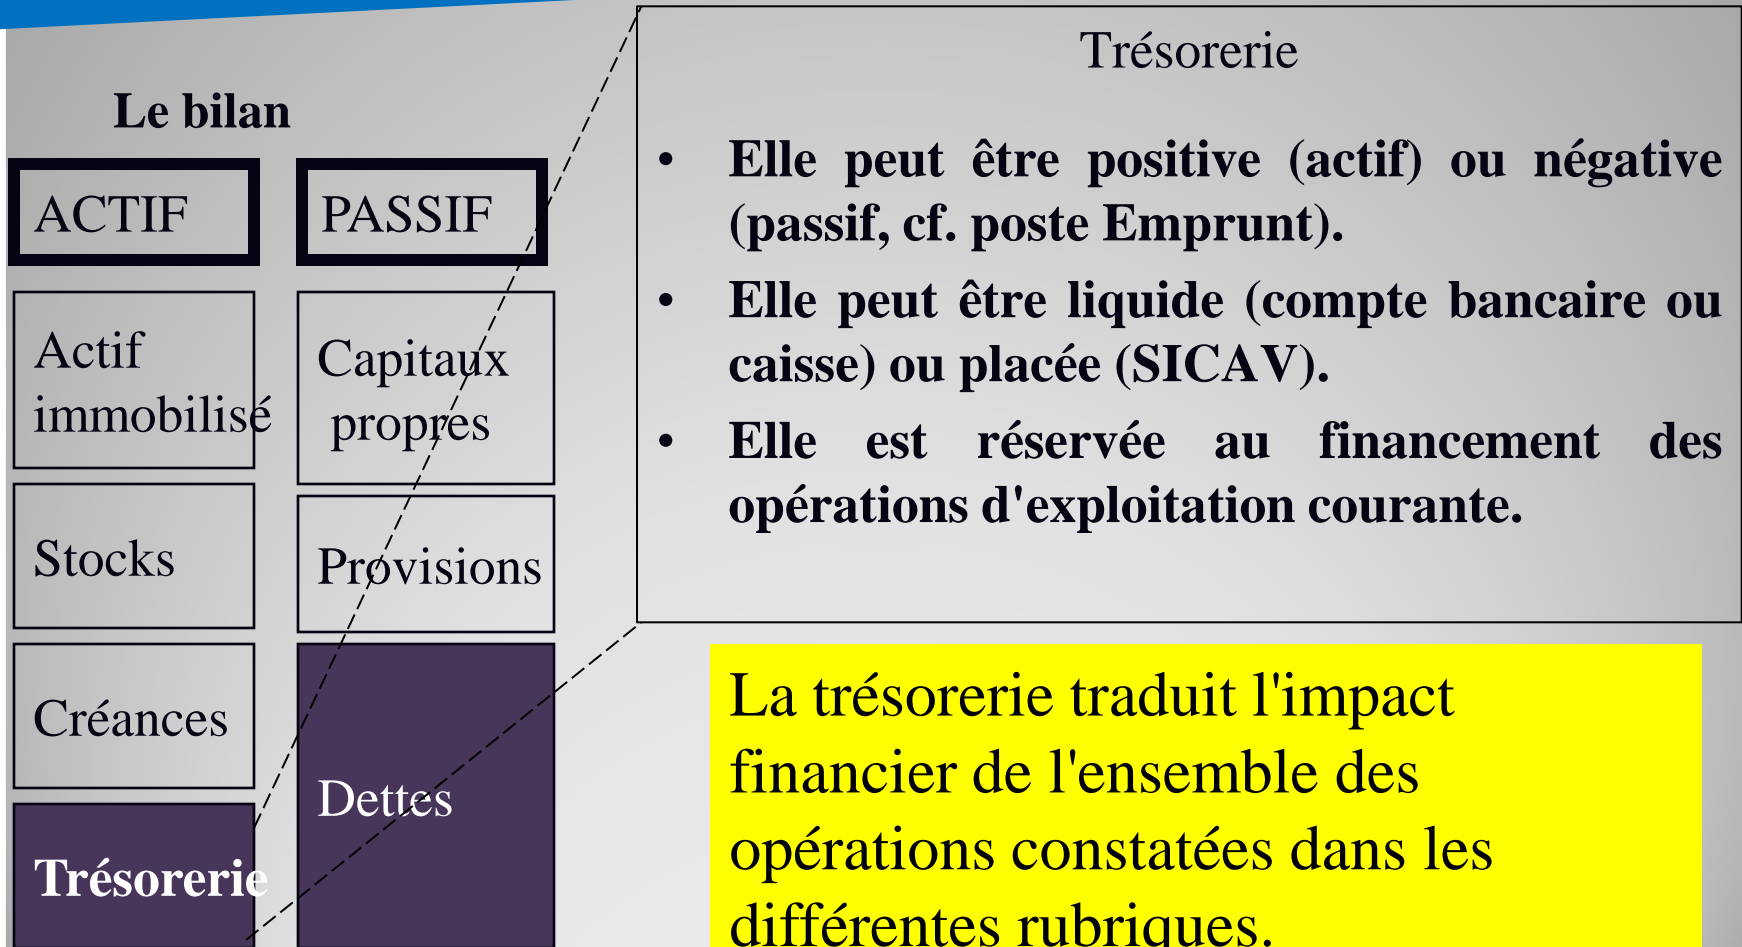 Le bilan
ACTIF
PASSIF
Actif
immobilisé
Capitaux
propres
Stocks
Provisions
Créances
Dettes
Trésorerie
Trésorerie
• Elle peut être positive (actif) ou négative
(passif, cf. poste Emprunt).
• Elle peut être liquide (compte bancaire ou
caisse) ou placée (SICAV).
• Elle est réservée au financement des
opérations d'exploitation courante.
La trésorerie traduit l'impact
financier de l'ensemble des
opérations constatées dans les
différentes rubriques.